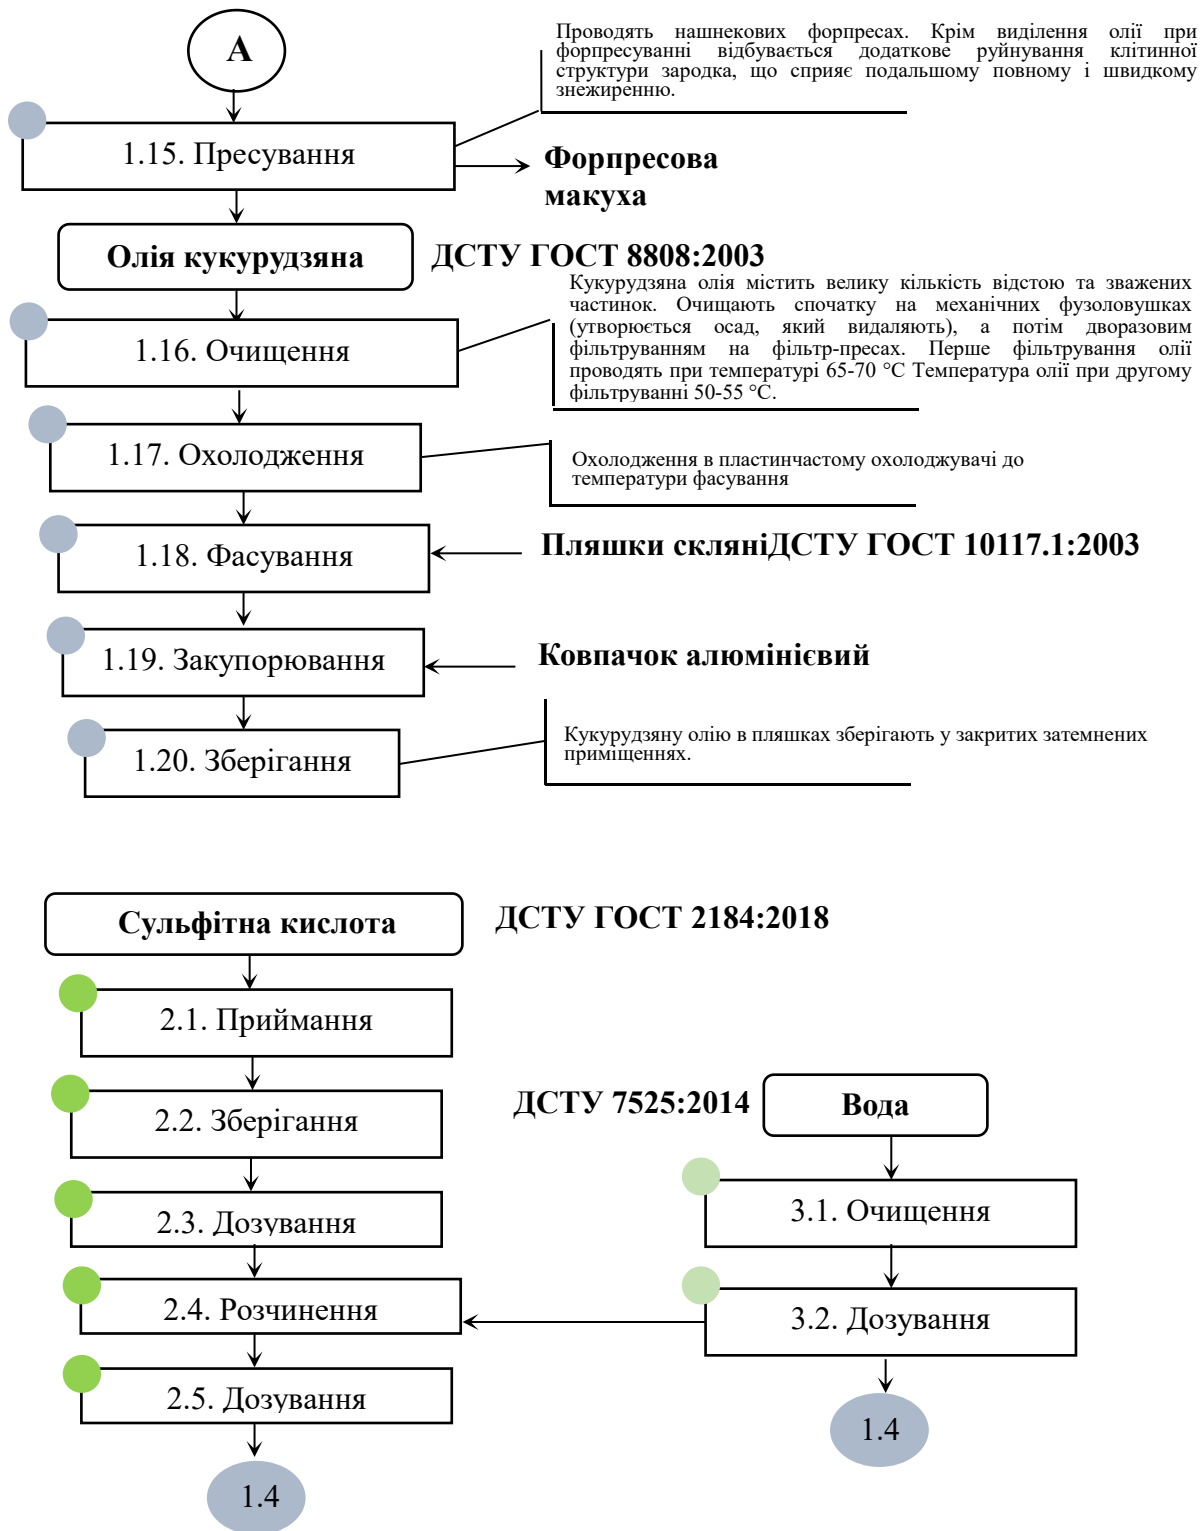 А
Проводять нашнекових форпресах. Крім виділення олії при
форпресуванні відбувається додаткове руйнування клітинної
структури зародка, що сприяє подальшому повному і швидкому
знежиренню.
1.15. Пресування
Форпресова
макуха
Олія кукурудзяна
ДСТУ ГОСТ 8808:2003
Кукурудзяна олія містить велику кількість відстою та зважених
частинок. Очищають спочатку на механічних фузоловушках
(утворюється осад, який видаляють), а потім дворазовим
фільтруванням на фільтр-пресах. Перше фільтрування олії
проводять при температурі 65-70 °С Температура олії при другому
фільтруванні 50-55 °С.
1.16. Очищення
1.17. Охолодження
Охолодження в пластинчастому охолоджувачі до
температури фасування
1.18. Фасування
Пляшки скляніДСТУ ГОСТ 10117.1:2003
1.19. Закупорювання
Ковпачок алюмінієвий
1.20. Зберігання
Кукурудзяну олію в пляшках зберігають у закритих затемнених
приміщеннях.
Сульфітна кислота
ДСТУ ГОСТ 2184:2018
2.1. Приймання
2.2. Зберігання
ДСТУ 7525:2014
Вода
2.3. Дозування
3.1. Очищення
2.4. Розчинення
3.2. Дозування
2.5. Дозування
1.4
1.4